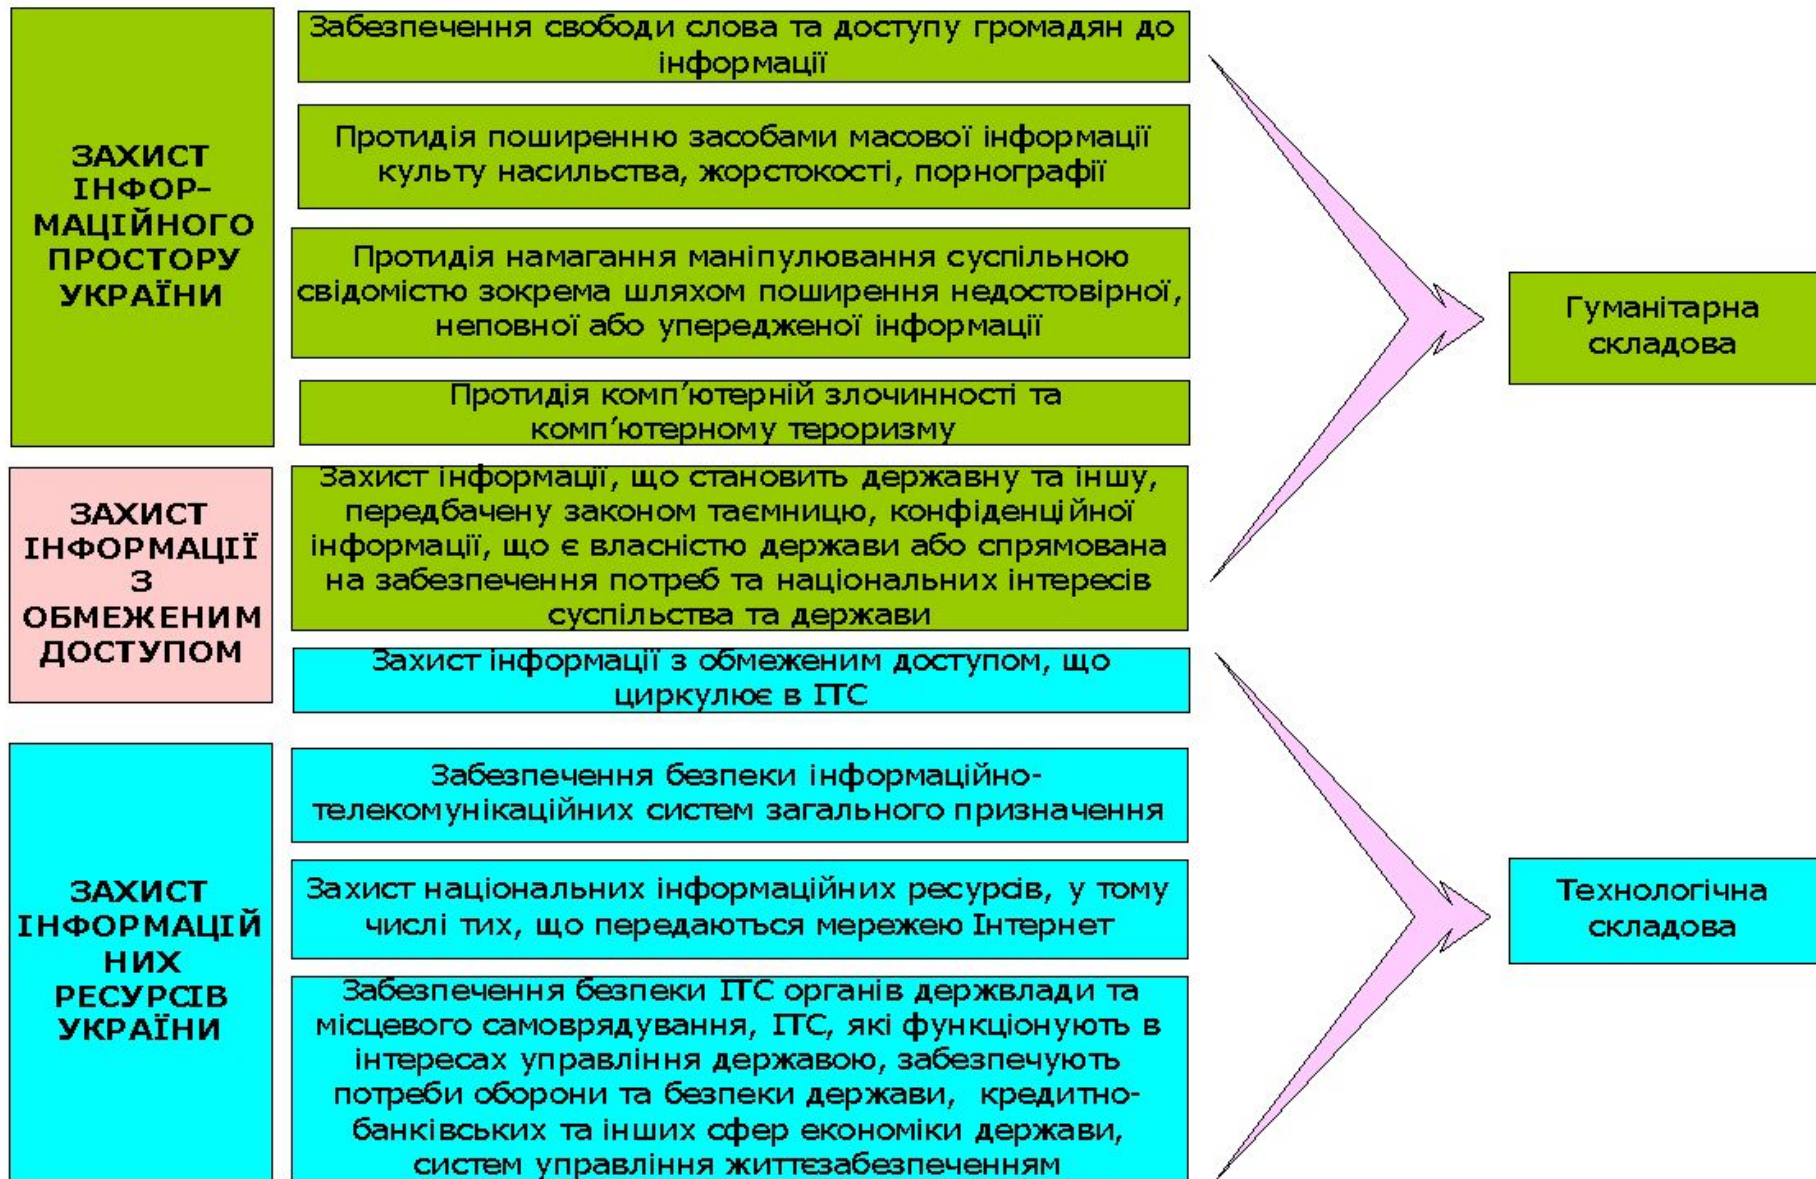 ЗАХИСТ
ІНФОР-
МАЦІЙНОГО
ПРОСТОРУ
УКРАЇНИ
Забезпечення свободи слова та доступу громадян до
інформації
Протидія поширенню засобами масової інформації
культу насильства, жорстокості, порнографії
Протидія намагання маніпулювання суспільною
свідомістю зокрема шляхом поширення недостовірної,
неповної або упередженої інформації
Протидія комп’ютерній злочинності та
комп’ютерному тероризму
Гуманітарна
складова
ЗАХИСТ
ІНФОРМАЦІЇ
З
ОБМЕЖЕНИМ
ДОСТУПОМ
Захист інформації, що становить державну та іншу,
передбачену законом таємницю, конфіденційної
інформації, що є власністю держави або спрямована
на забезпечення потреб та національних інтересів
суспільства та держави
Захист інформації з обмеженим доступом, що
циркулює в ІТС
ЗАХИСТ
ІНФОРМАЦІЙ
НИХ
РЕСУРСІВ
УКРАЇНИ
Забезпечення безпеки інформаційно-
телекомунікаційних систем загального призначення
Захист національних інформаційних ресурсів, у тому
числі тих, що передаються мережею Інтернет
Забезпечення безпеки ІТС органів держвлади та
місцевого самоврядування, ІТС, які функціонують в
інтересах управління державою, забезпечують
потреби оборони та безпеки держави, кредитно-
банківських та інших сфер економіки держави,
систем управління життєзабезпеченням
Технологічна
складова